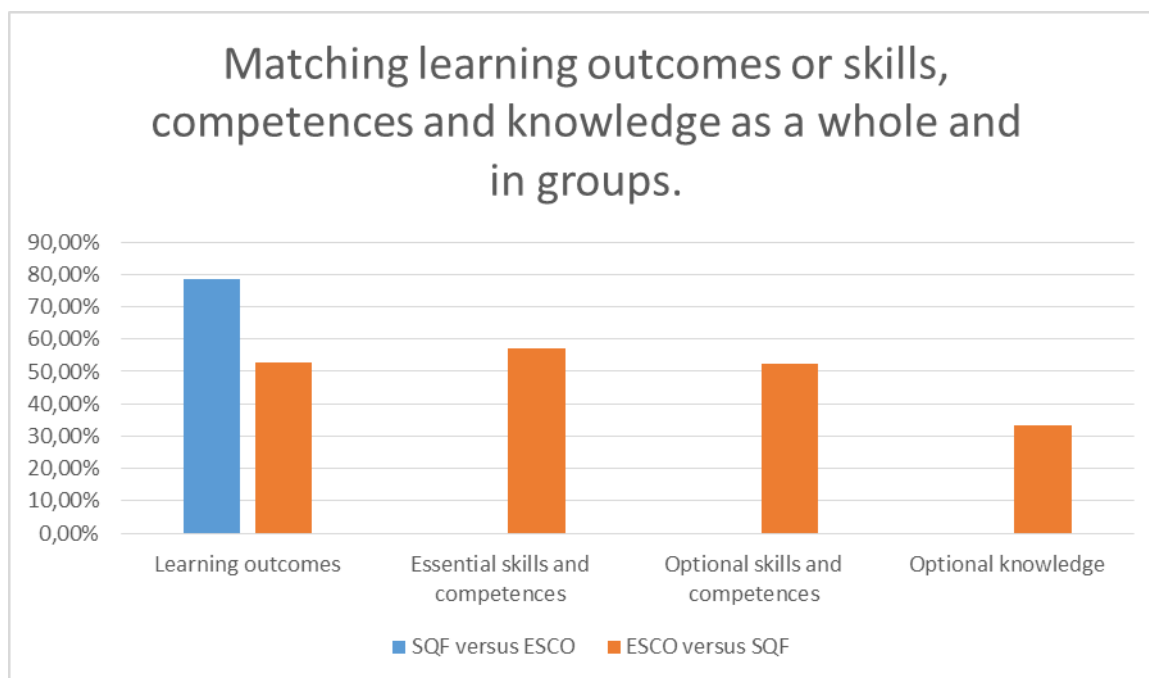 Matching learning outcomes or skills,
competences and knowledge as a whole and
in groups.
90,00%
80,00%
70,00%
60,00%
50,00%
40,00%
30,00%
20,00%
10,00%
0,00%
Learning outcomes
Essential skills and
competences
Optional skills and
competences
Optional knowledge
SQF versus ESCO
ESCO versus SQF